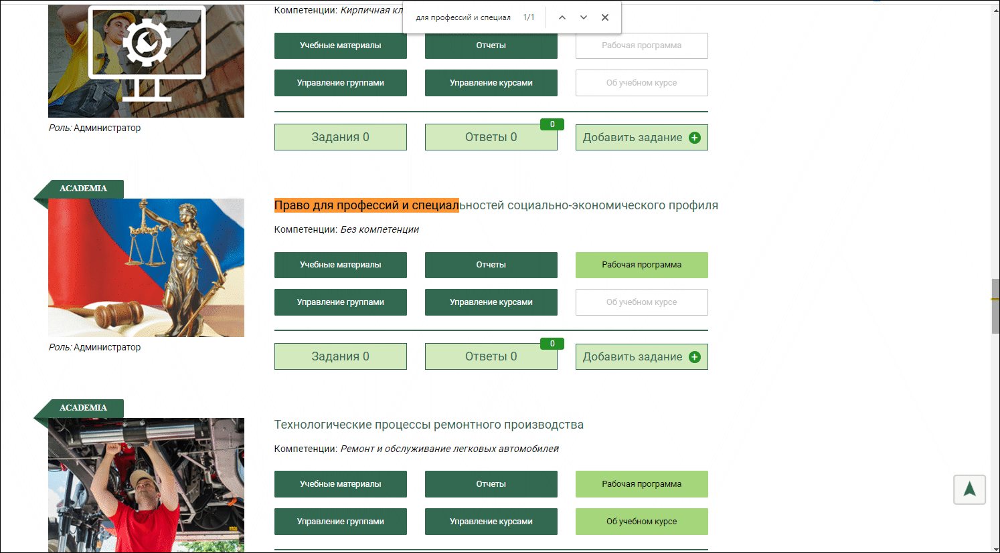 Компетенции: Кирпичная кл
для профессий и специал 1/1
Учебные материалы Отчеты Рабочая программа
Управление группами Управление курсами Об учебном курсе
Роль: Администратор
0
Задания 0 Ответы 0 Добавить задание +
ACADEMIA
Право для профессий и специальностей социально-экономического профиля
Компетенции: Без компетенции
Учебные материалы Отчеты Рабочая программа
Управление группами Управление курсами Об учебном курсе
Роль: Администратор
0
Задания 0 Ответы 0 Добавить задание +
ACADEMIA
Технологические процессы ремонтного производства
Компетенции: Ремонт и обслуживание легковых автомобилей
Учебные материалы Отчеты Рабочая программа
Управление группами Управление курсами Об учебном курсе